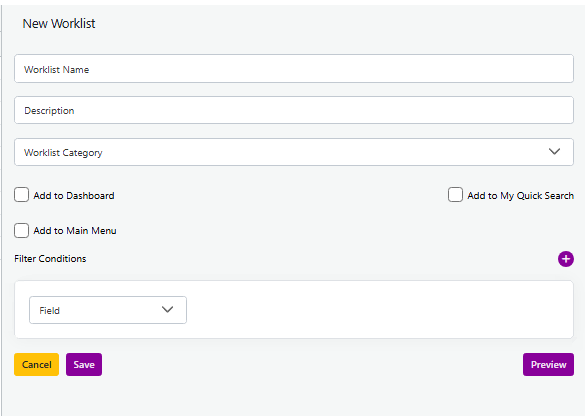 New Worklist
Worklist Name
Description
Worklist Category
Add to Dashboard
Add to My Quick Search
Add to Main Menu
Filter Conditions
Field
Cancel
Save
Preview